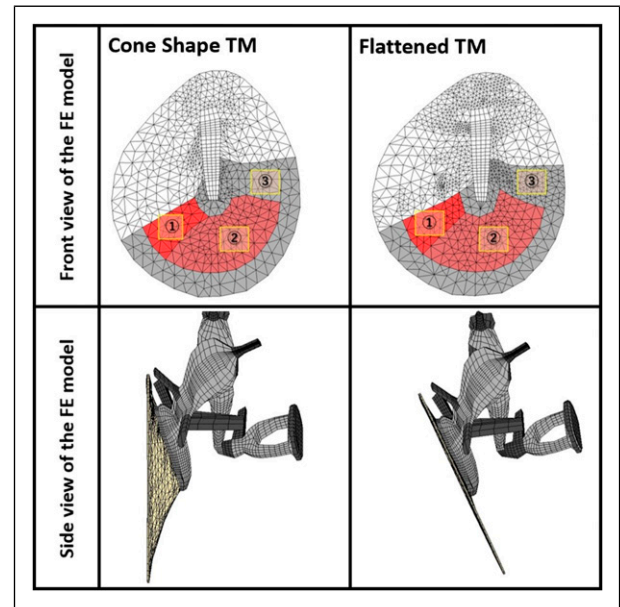 Cone Shape TM
Flattened TM
Front view of the FE model
③
①
②
③
①
②
Side view of the FE model